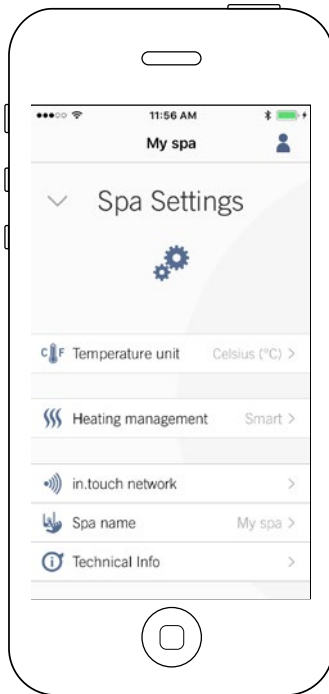 11:56 AM
My spa
Spa Settings
C F Temperature unit Celsius (°C) >
Heating management Smart >
in.touch network >
Spa name My spa >
Technical Info >